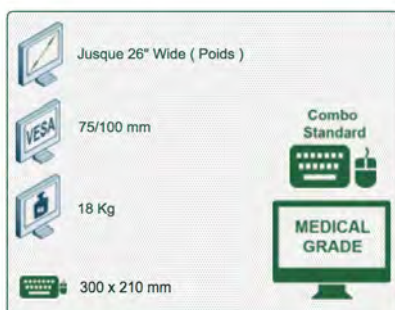 Jusque 26" Wide ( Poids )
VESA
75/100 mm
18 Kg
300 x 210 mm
Combo
Standard
MEDICAL
GRADE